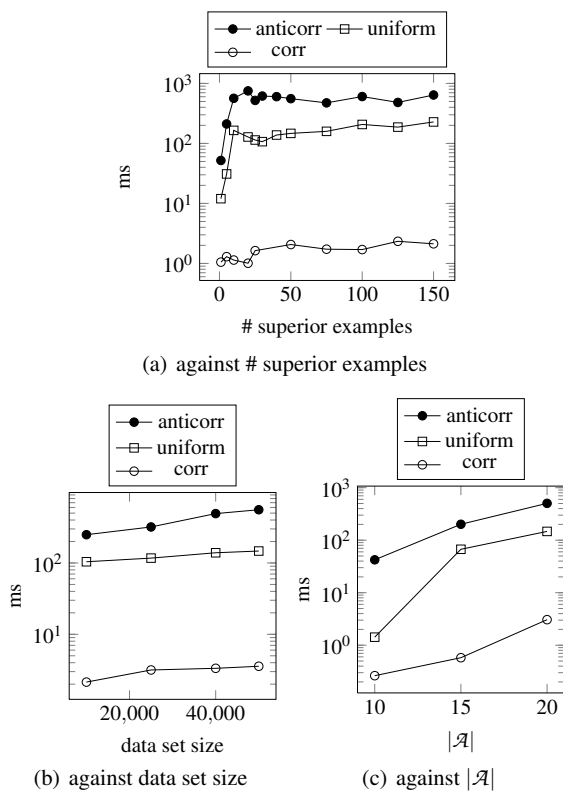 anticorr uniform
corr
10^3
10^2
10^1
10^0
ms
0 50 100 150
# superior examples
(a) against # superior examples
anticorr
uniform
corr
10^2
10^1
ms
20,000 40,000
data set size
(b) against data set size
anticorr
uniform
corr
10^3
10^2
10^1
10^0
ms
10 15 20
|𝒜|
(c) against |𝒜|